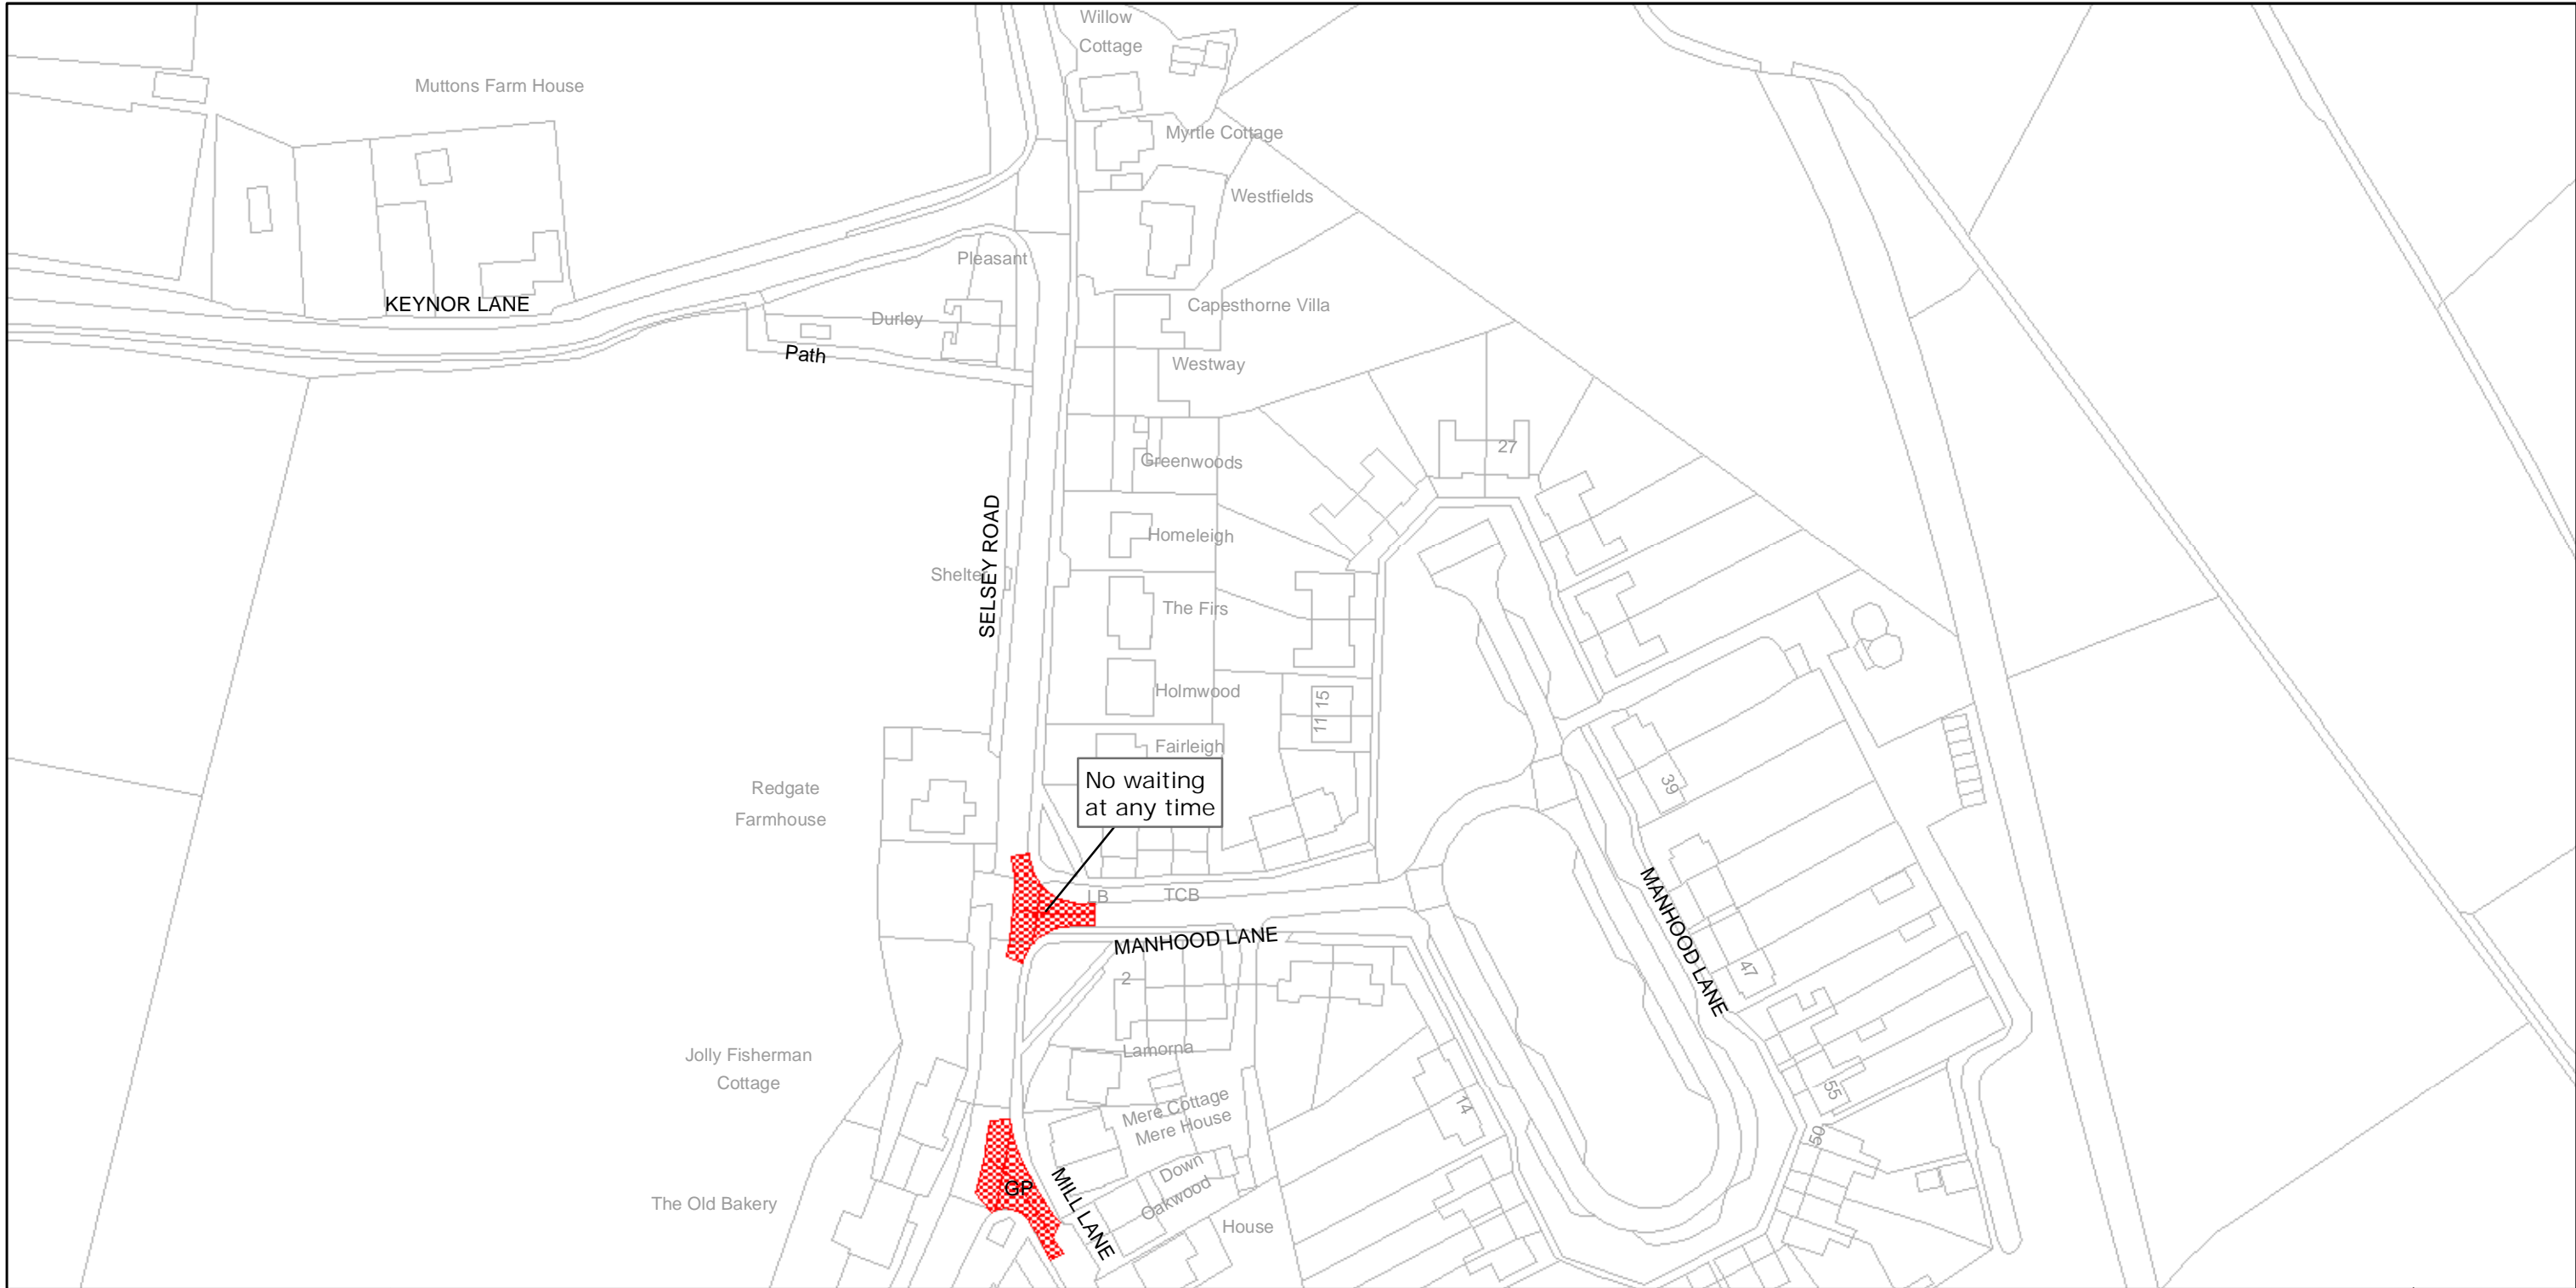 Willow
Cottage
Muttons Farm House
Myrtle Cottage
Westfields
Pleasant
KEYNOR LANE
Capesthorne Villa
Durley
Path
Westway
27
Greenwoods
SELSEY ROAD
Homeleigh
Shelter
The Firs
Holmwood
11 15
Fairleigh
No waiting
at any time
Redgate
Farmhouse
39
LB
TCB
MANHOOD LANE
MANHOOD LANE
2
47
Lamorna
Jolly Fisherman
Cottage
Mere Cottage
Mere House
14
55
50
Down
Oakwood
GP
MILL LANE
The Old Bakery
House